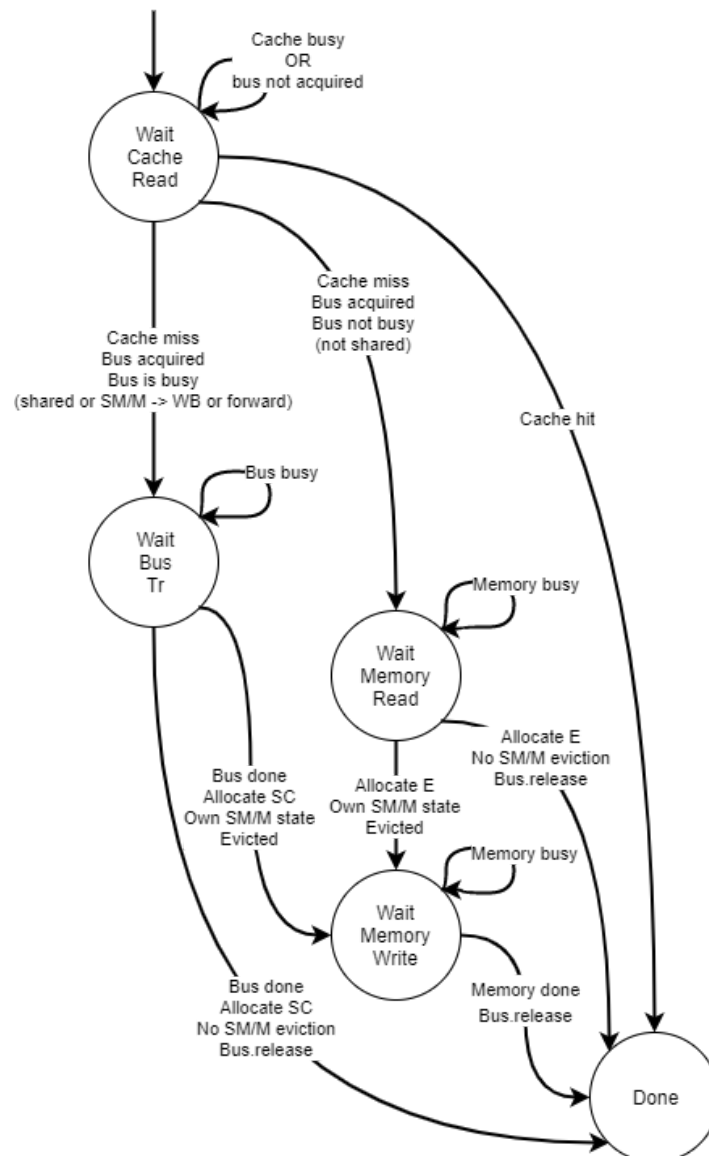 Cache busy
OR
bus not acquired
Wait
Cache
Read
Cache miss
Bus acquired
Bus not busy
(not shared)
Cache miss
Bus acquired
Bus is busy
(shared or SM/M -> WB or forward)
Cache hit
Bus busy
Wait
Bus
Tr
Memory busy
Wait
Memory
Read
Allocate E
No SM/M eviction
Bus.release
Bus done
Allocate SC
Own SM/M state
Evicted
Allocate E
Own SM/M state
Evicted
Memory busy
Wait
Memory
Write
Bus done
Allocate SC
No SM/M eviction
Bus.release
Memory done
Bus.release
Done